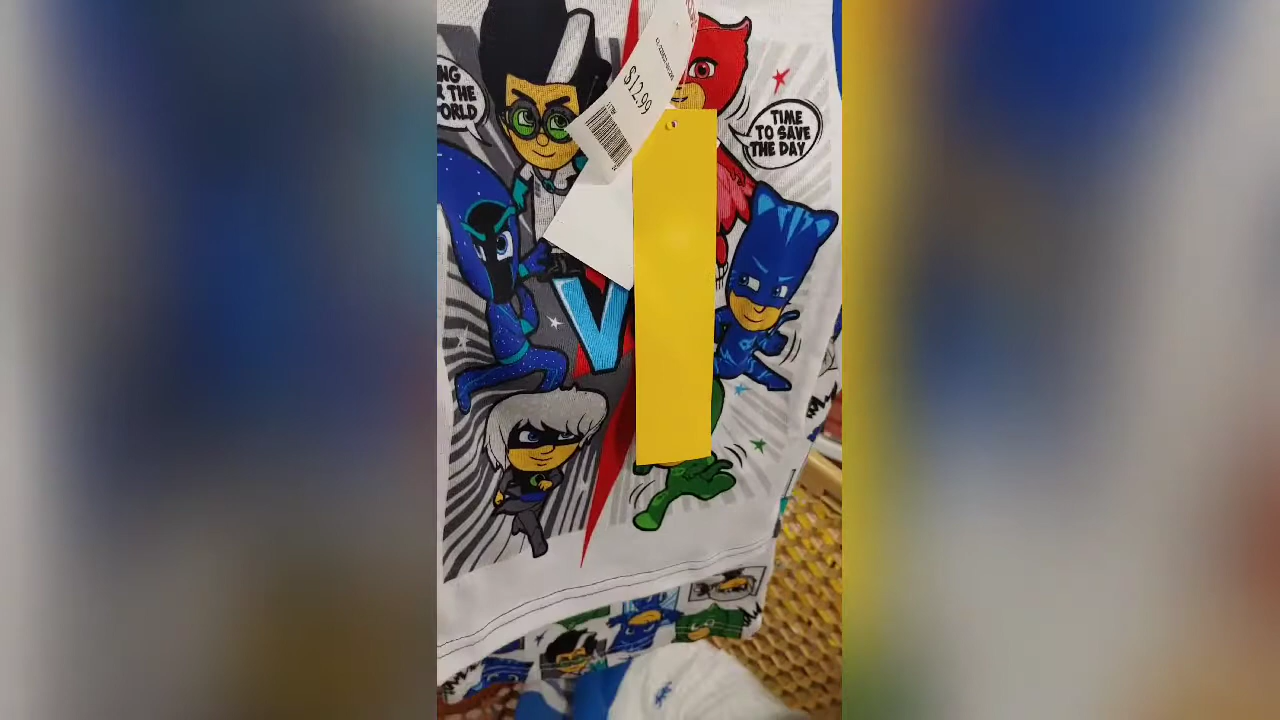 NG
THE
ORLD
$12.99
TIME
TO SAVE
THE DAY
V